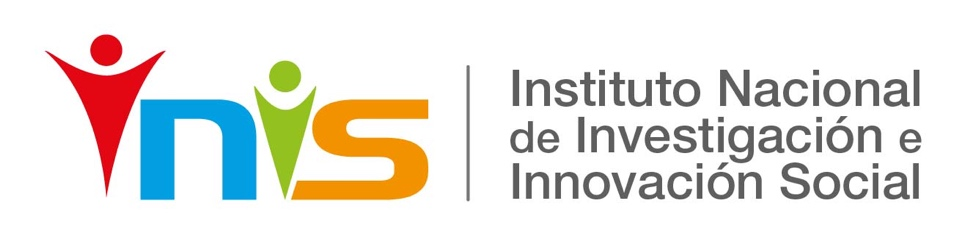 inis
Instituto Nacional
de Investigación e
Innovación Social